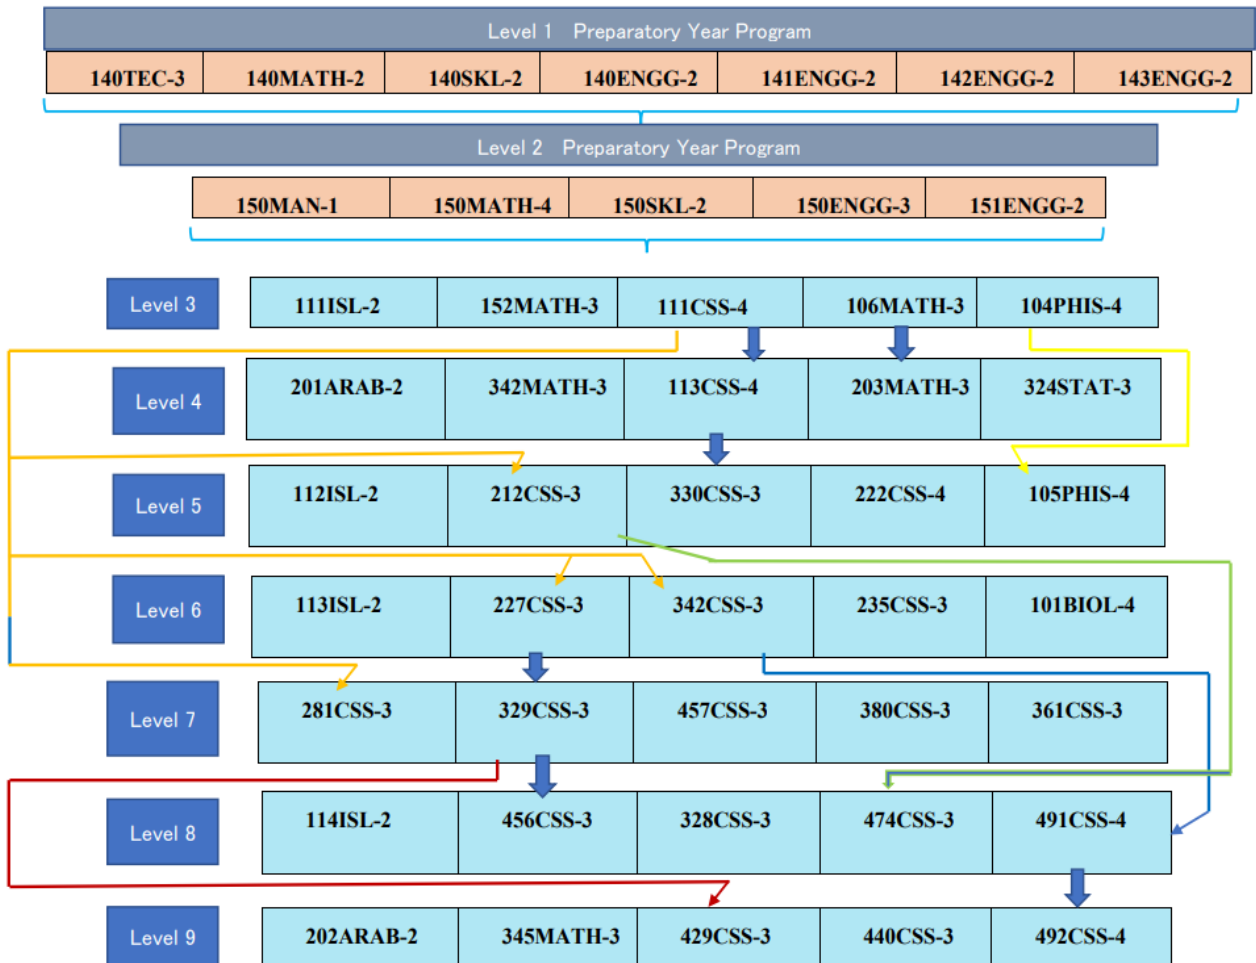 Level 1 Preparatory Year Program
140TEC-3 140MATH-2 140SKL-2 140ENGG-2 141ENGG-2 142ENGG-2 143ENGG-2
Level 2 Preparatory Year Program
150MAN-1 150MATH-4 150SKL-2 150ENGG-3 151ENGG-2
Level 3 111ISL-2 152MATH-3 111CSS-4 106MATH-3 104PHIS-4
Level 4 201ARAB-2 342MATH-3 113CSS-4 203MATH-3 324STAT-3
Level 5 112ISL-2 212CSS-3 330CSS-3 222CSS-4 105PHIS-4
Level 6 113ISL-2 227CSS-3 342CSS-3 235CSS-3 101BIOL-4
Level 7 281CSS-3 329CSS-3 457CSS-3 380CSS-3 361CSS-3
Level 8 114ISL-2 456CSS-3 328CSS-3 474CSS-3 491CSS-4
Level 9 202ARAB-2 345MATH-3 429CSS-3 440CSS-3 492CSS-4